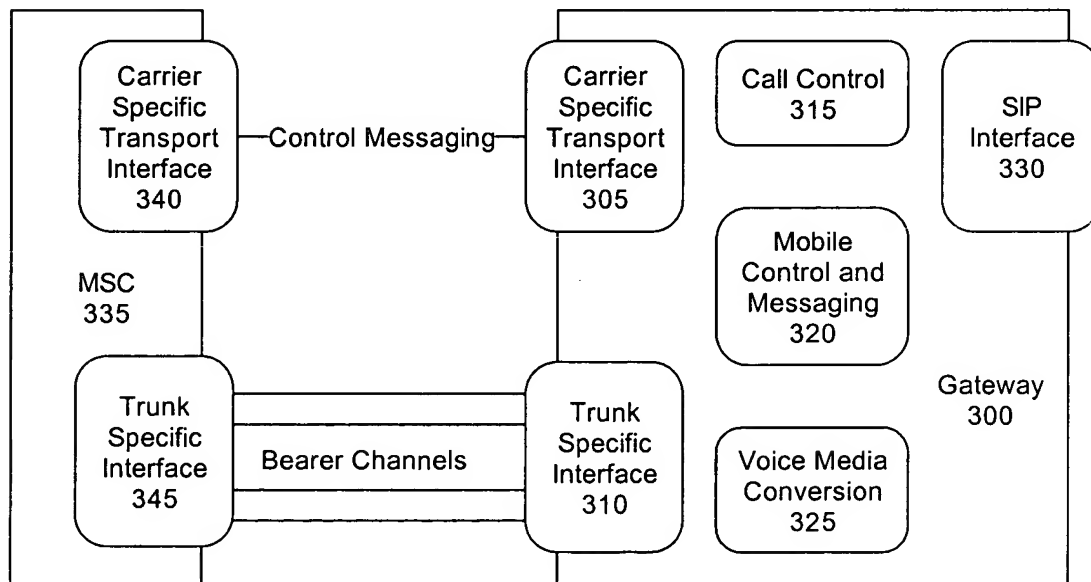 Carrier
Specific
Transport
Interface
340
Control Messaging
Carrier
Specific
Transport
Interface
305
Call Control
315
SIP
Interface
330
MSC
335
Mobile
Control and
Messaging
320
Gateway
300
Trunk
Specific
Interface
345
Bearer Channels
Trunk
Specific
Interface
310
Voice Media
Conversion
325